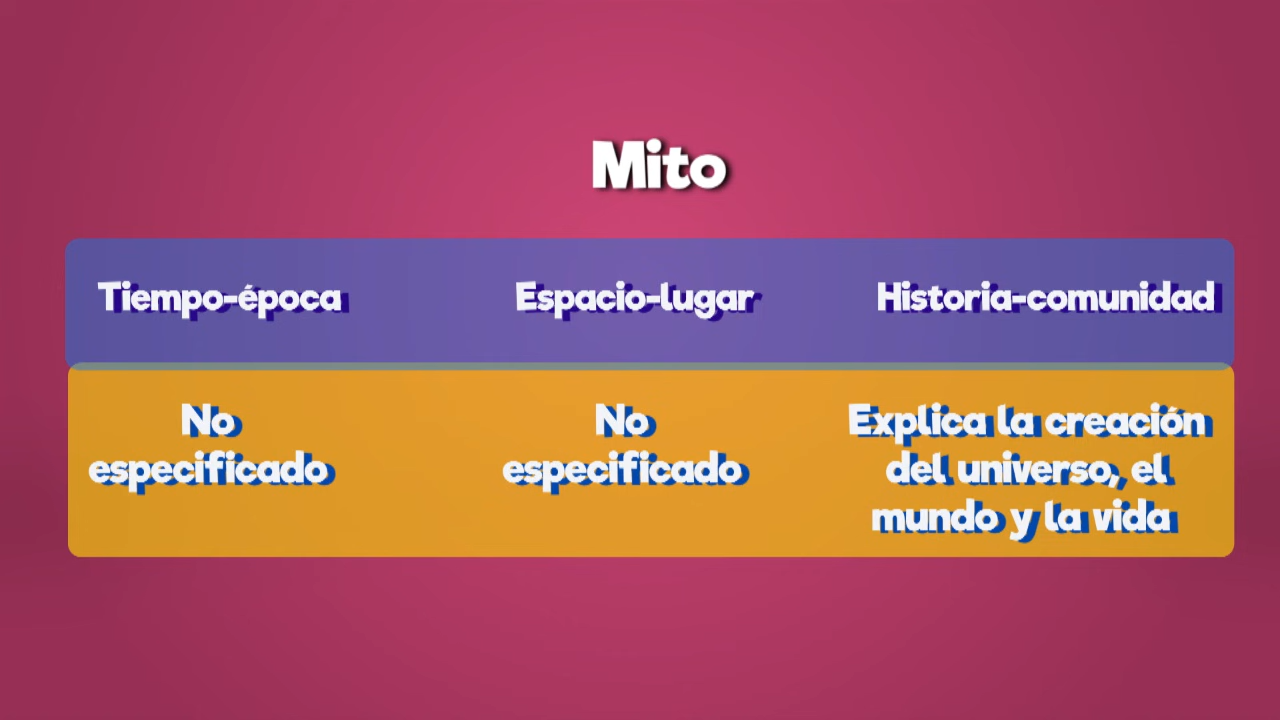 Mito
Tiempo-época
Espacio-lugar
Historia-comunidad
No
especificado
No
especificado
Explica la creación
del universo, el
mundo y la vida